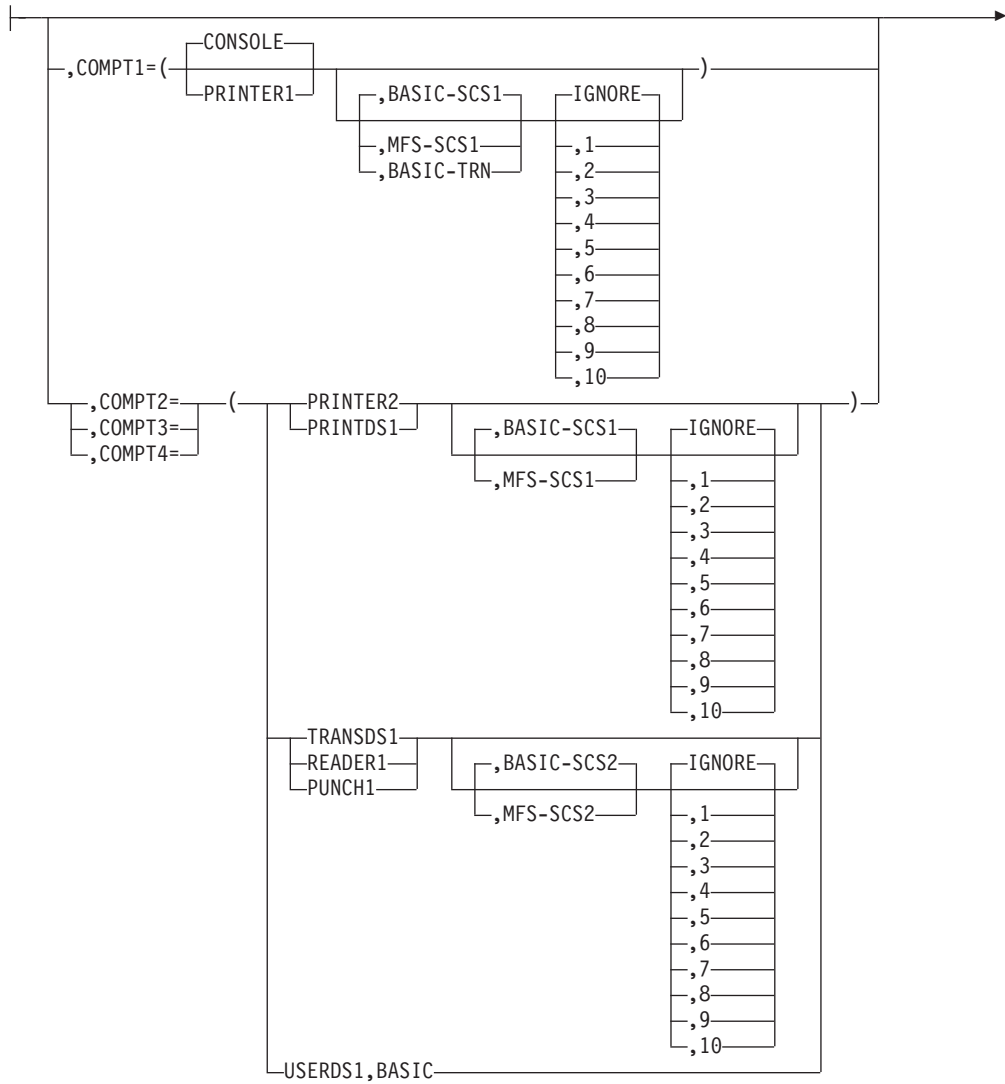 CONSOLE
,COMPT1=( )
PRINTER1
,BASIC-SCS1 IGNORE
,MFS-SCS1 ,1
,BASIC-TRN ,2
,3
,4
,5
,6
,7
,8
,9
,10
,COMPT2= ( PRINTER2 )
,COMPT3= PRINTDS1 ,BASIC-SCS1 IGNORE
,COMPT4=
,MFS-SCS1 ,1
,2
,3
,4
,5
,6
,7
,8
,9
,10
TRANSDS1
READER1 ,BASIC-SCS2 IGNORE
PUNCH1
,MFS-SCS2 ,1
,2
,3
,4
,5
,6
,7
,8
,9
,10
USERDS1,BASIC